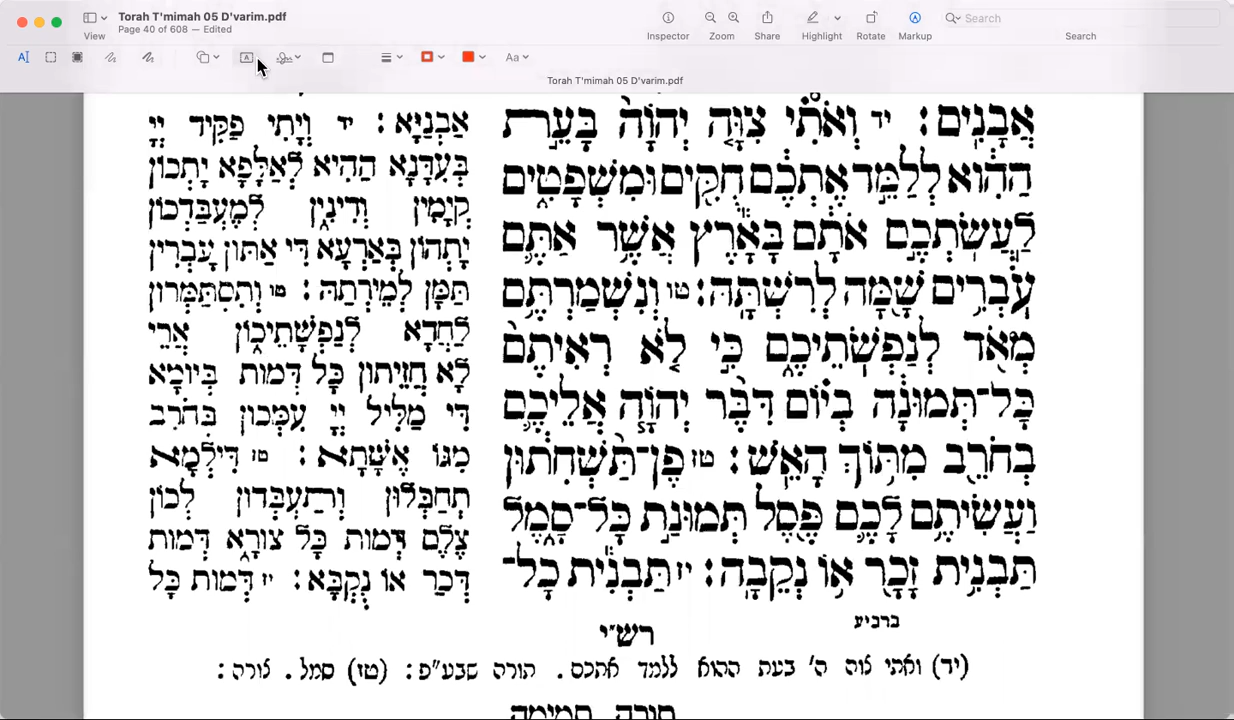 Torah T'mimah 05 D'varim.pdf
Page 40 of 608 — Edited
View
Inspector
Zoom
Share
Highlight
Rotate
Markup
Search
Search
Aa
Torah T'mimah 05 D'varim.pdf
אֲבָנִֽים׃ יד וְאֹתִ֞י צִוָּ֤ה יְהוָה֙ בָּעֵ֣ת
הַהִ֔וא לְלַמֵּ֣ד אֶתְכֶ֔ם חֻקִּ֖ים וּמִשְׁפָּטִ֑ים
לַעֲשֹׂתְכֶ֣ם אֹתָ֔ם בָּאָ֕רֶץ אֲשֶׁ֥ר אַתֶּ֛ם
עֹבְרִ֥ים שָׁ֖מָּה לְרִשְׁתָּֽהּ׃ טו וְנִשְׁמַרְתֶּ֥ם
מְאֹ֖ד לְנַפְשֹׁתֵיכֶ֑ם כִּ֣י לֹ֤א רְאִיתֶם֙
כָּל־תְּמוּנָ֔ה בְּי֗וֹם דִּבֶּ֨ר יְהוָ֧ה אֲלֵיכֶ֛ם
בְּחֹרֵ֖ב מִתּ֥וֹךְ הָאֵֽשׁ׃ טז פֶּן־תַּ֨שְׁחִת֔וּן
וַעֲשִׂיתֶ֥ם לָכֶ֛ם פֶּ֖סֶל תְּמוּנַ֣ת כָּל־סָ֑מֶל
תַּבְנִ֥ית זָכָ֖ר א֥וֹ נְקֵבָֽה׃ יז תַּבְנִ֕ית כָּל־
ברביע
אַבְנַיָּא׃ יד וְיָתִי פַקִּיד יְיָ
בְּעִדָּנָא הַהִיא לְאַלָּפָא יָתְכוֹן
קְיָמִין וְדִינִין לְמֶעְבַּדְכוֹן
יָתְהוֹן בְּאַרְעָא דִּי אַתּוּן עָבְרִין
תַּמָּן לְמֵירְתַהּ׃ טו וְתִסְתַּמְּרוּן
לַחֲדָא לְנַפְשָׁתֵיכוֹן אֲרֵי
לָא חֲזֵיתוּן כָּל דְּמוּת בְּיוֹמָא
דִּי מַלִּיל יְיָ עִמְּכוֹן בְּחֹרֵב
מִגּוֹ אֶשָּׁתָא׃ טז דִּילְמָא
תְחַבְּלוּן וְתַעְבְּדוּן לְכוֹן
צֶלֶם דְּמוּת כָּל צוּרָא דְּמוּת
דְּכַר אוֹ נֻקְבָּא׃ יז דְּמוּת כָּל
רש״י
(יד) ואתי צוה ה' בעת ההוא ללמד אתכם. תורה שבע״פ: (טז) סמל. צורה:
תורה תמימה